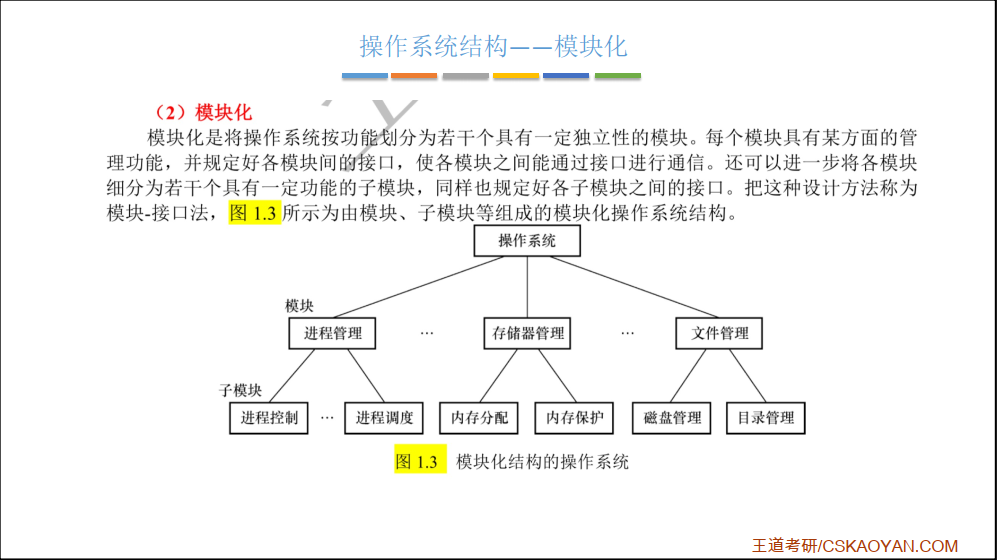 操作系统结构——模块化
（2）模块化
模块化是将操作系统按功能划分为若干个具有一定独立性的模块。每个模块具有某方面的管
理功能，并规定好各模块间的接口，使各模块之间能通过接口进行通信。还可以进一步将各模块
细分为若干个具有一定功能的子模块，同样也规定好各子模块之间的接口。把这种设计方法称为
模块-接口法，图 1.3 所示为由模块、子模块等组成的模块化操作系统结构。
操作系统
模块
进程管理 … 存储器管理 … 文件管理
子模块
进程控制 … 进程调度 内存分配 内存保护 磁盘管理 目录管理
图 1.3 模块化结构的操作系统
王道考研/CSKAOYAN.COM